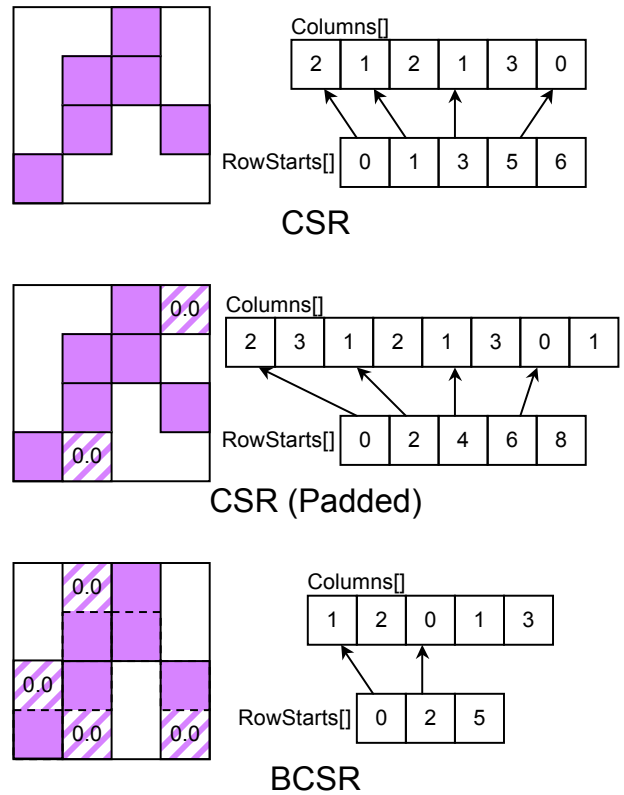 Columns[]
2 1 2 1 3 0
RowStarts[] 0 1 3 5 6
CSR
0.0
Columns[]
2 3 1 2 1 3 0 1
0.0
RowStarts[] 0 2 4 6 8
CSR (Padded)
0.0
Columns[]
1 2 0 1 3
0.0
0.0 0.0
RowStarts[] 0 2 5
BCSR